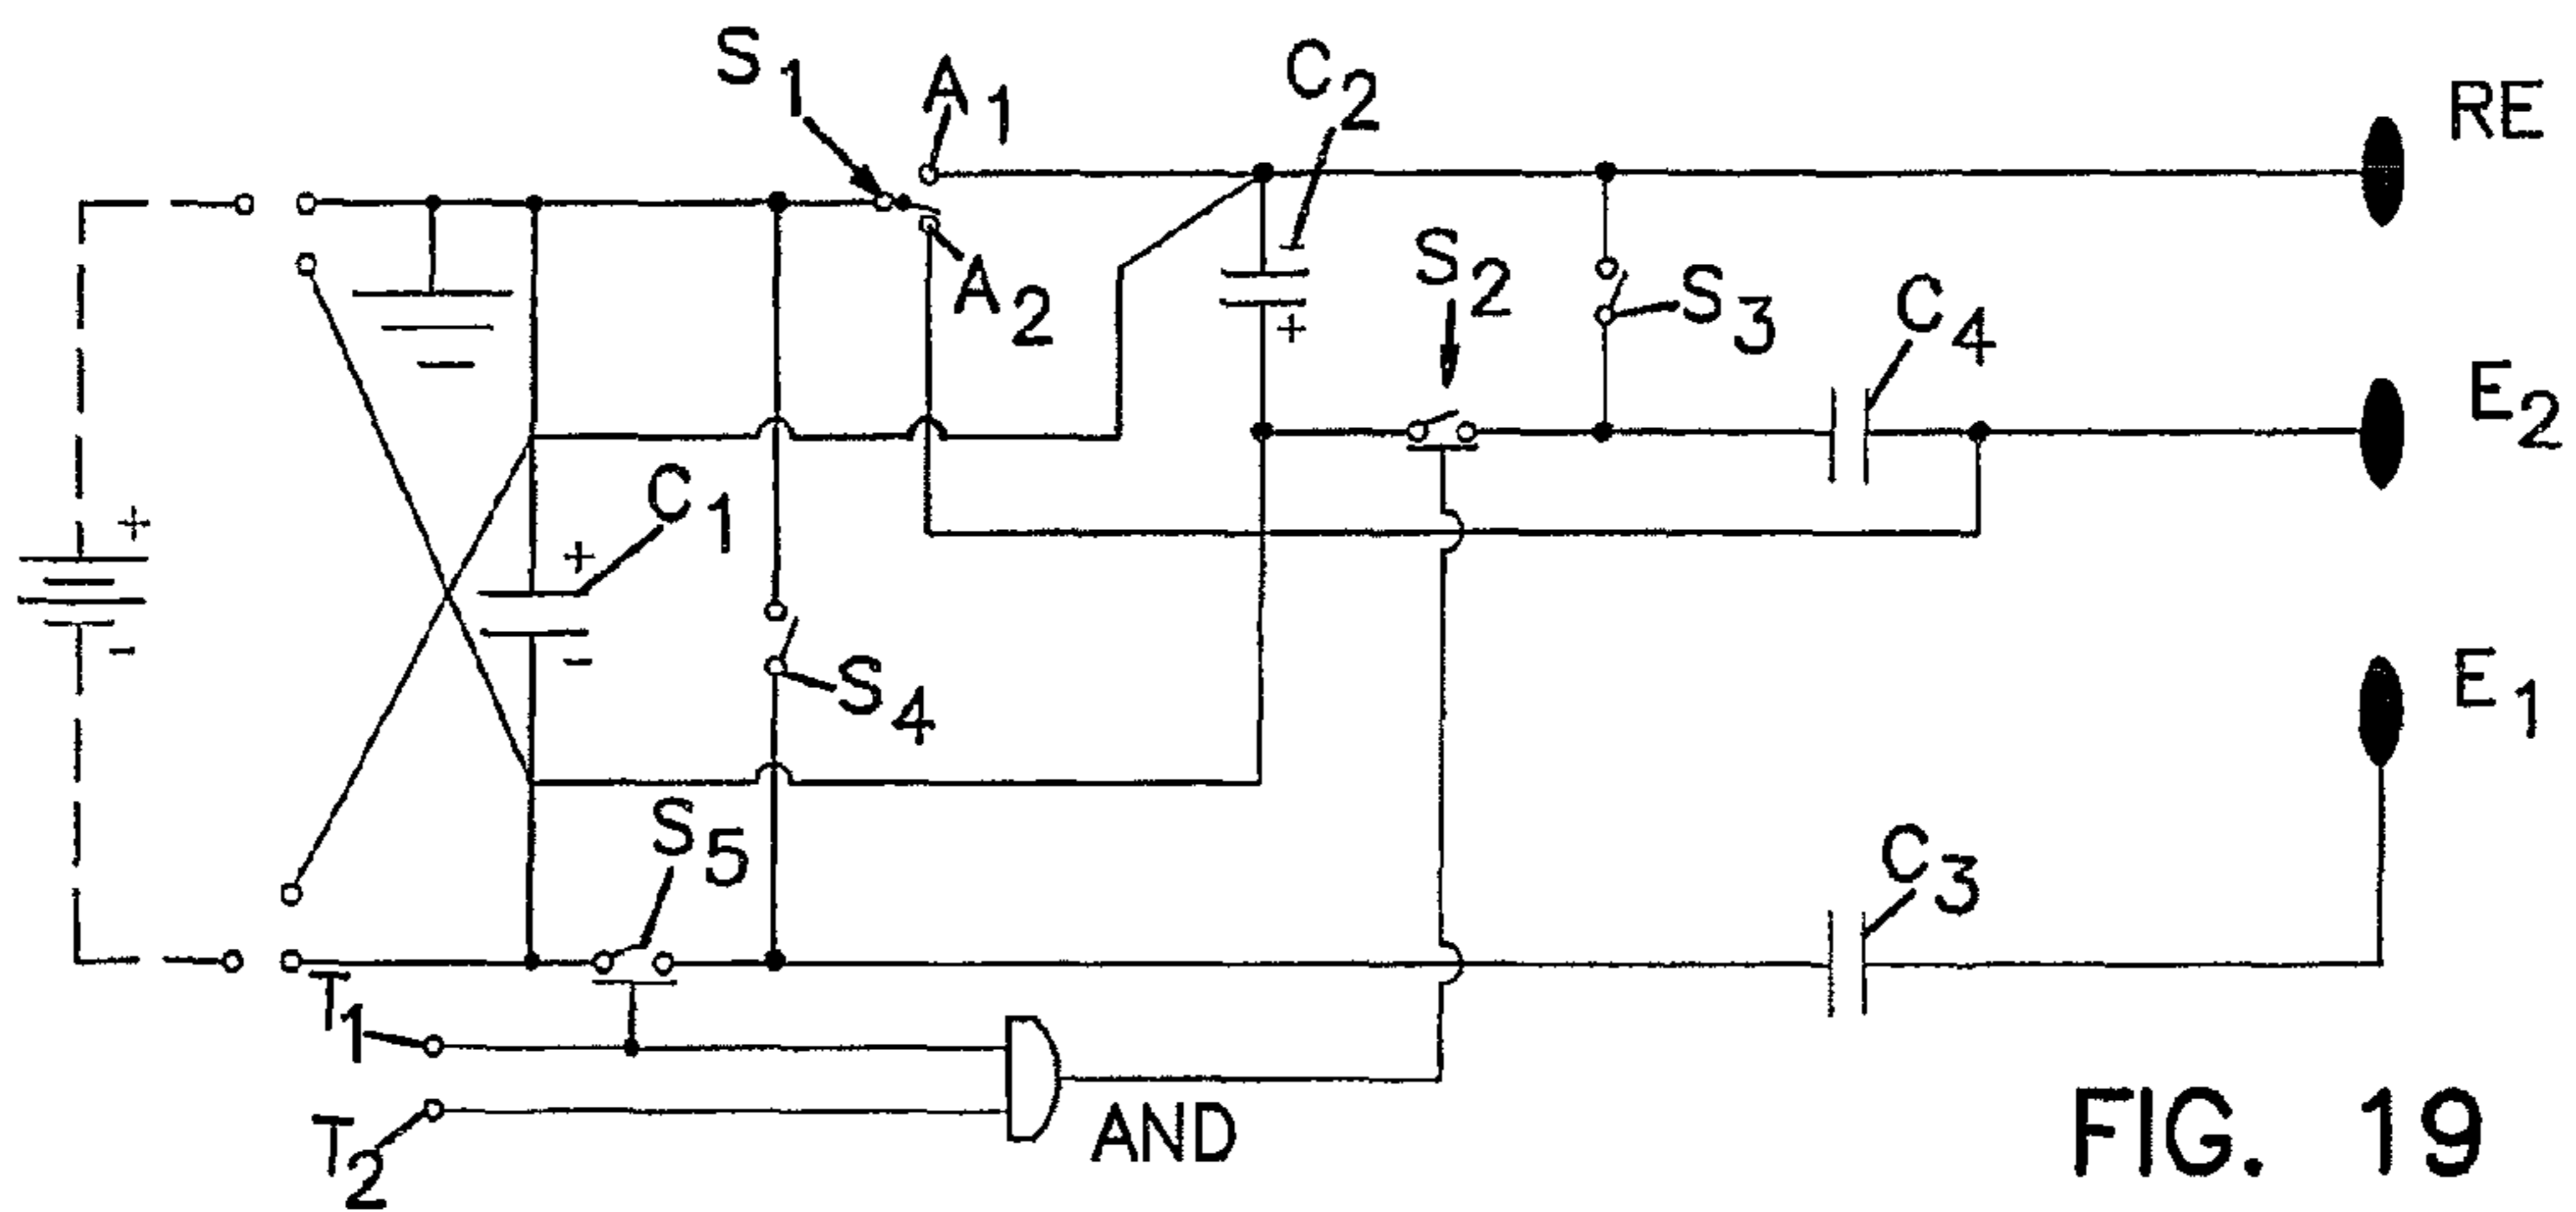 S1
A1
C2
RE
A2
S2
S3
C4
E2
+
-
C1
+
-
+
S4
E1
S5
C3
T1
T2
AND
FIG. 19